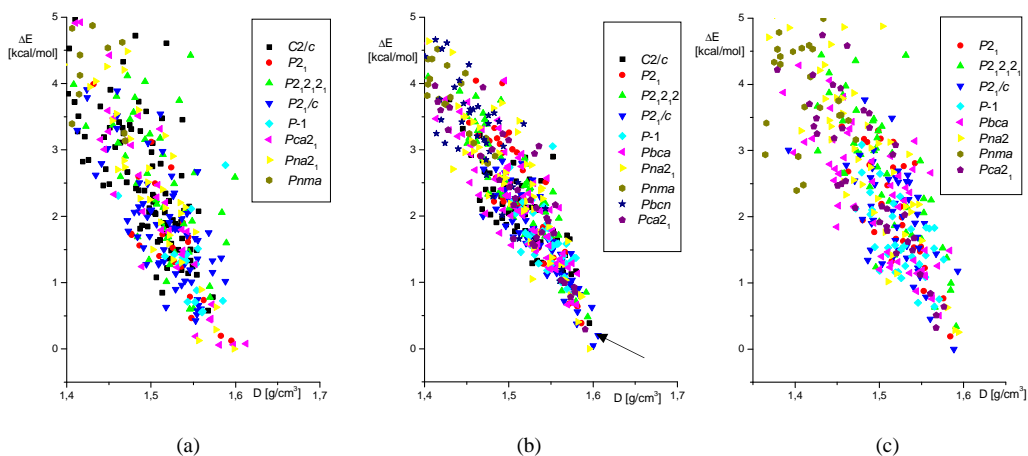 5
ΔE
[kcal/mol]
4
3
2
1
0
C2/c
P2₁
P2₁2₁2₁
P2₁/c
P-1
Pca2₁
Pna2₁
Pnma
1,4
1,5
1,6
D [g/cm³]
1,7
(a)
5
ΔE
[kcal/mol]
4
3
2
1
0
C2/c
P2₁
P2₁2₁2
P2₁/c
P-1
Pbca
Pna2₁
Pnma
Pbcn
Pca2₁
1,4
1,5
1,6
D [g/cm³]
1,7
(b)
5
ΔE
[kcal/mol]
4
3
2
1
0
P2₁
P2₁2₁2₁
P2₁/c
P-1
Pbca
Pna2₁
Pnma
Pca2₁
1,4
1,5
1,6
D [g/cm³]
(c)